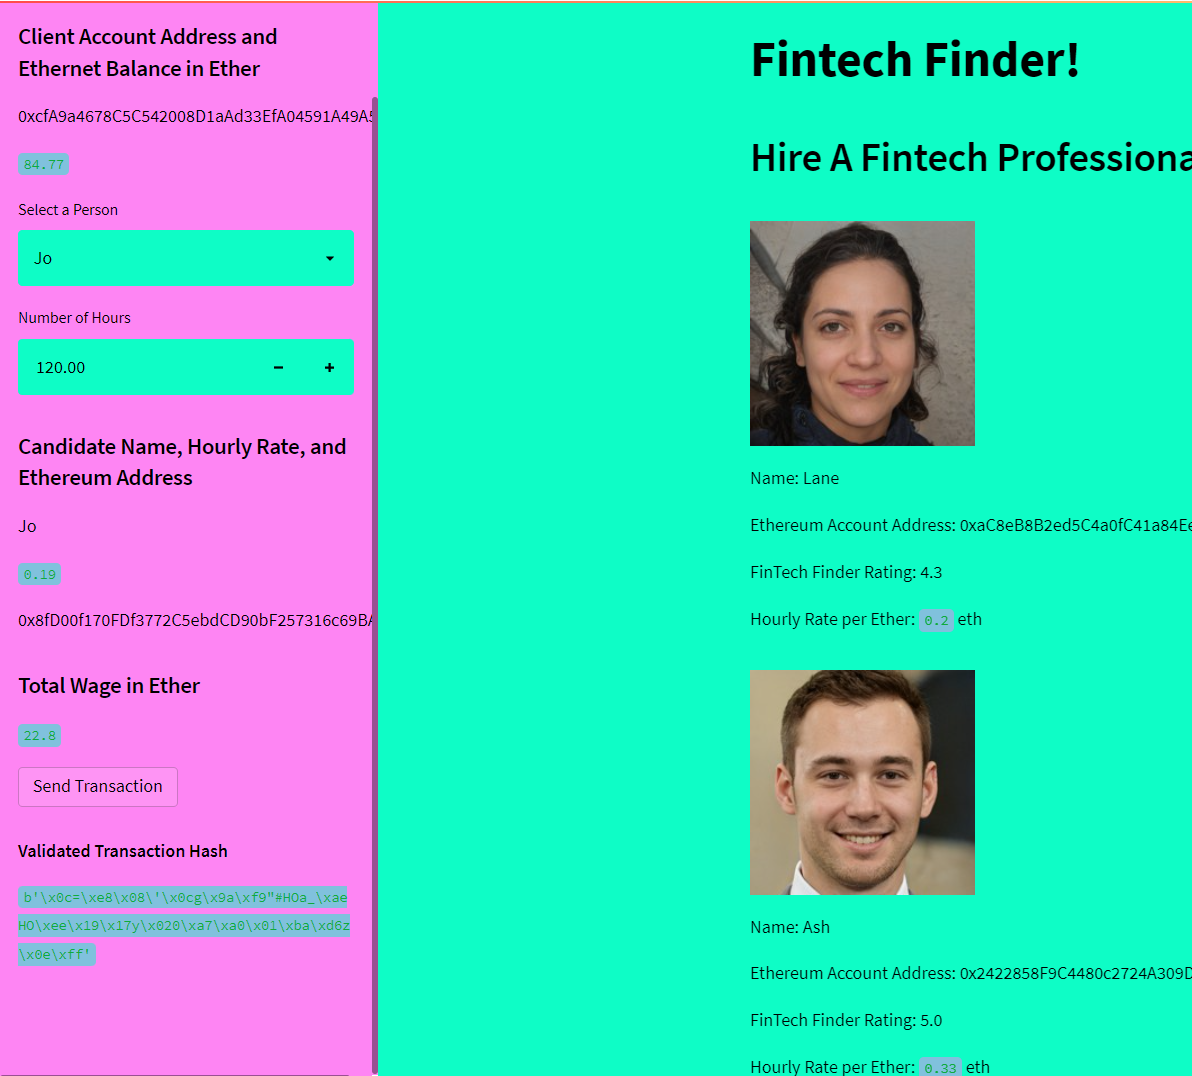 Client Account Address and
Ethernet Balance in Ether
0xcfA9a4678C5C542008D1aAd33EfA04591A49A5
84.77
Select a Person
Jo
Number of Hours
120.00
Candidate Name, Hourly Rate, and
Ethereum Address
Jo
0.19
0x8fD00f170FDf3772C5ebdCD90bF257316c69BA
Total Wage in Ether
22.8
Send Transaction
Validated Transaction Hash
b'\x0c=\xe8\x08\'\x0cg\x9a\xf9"#HOa_\xae
HO\xee\x19\x17y\x020\xa7\xa0\x01\xba\xd6z
\x0e\xff'
Fintech Finder!
Hire A Fintech Professiona
Name: Lane
Ethereum Account Address: 0xaC8eB8B2ed5C4a0fC41a84Ee
FinTech Finder Rating: 4.3
Hourly Rate per Ether: 0.2 eth
Name: Ash
Ethereum Account Address: 0x2422858F9C4480c2724A309D
FinTech Finder Rating: 5.0
Hourly Rate per Ether: 0.33 eth